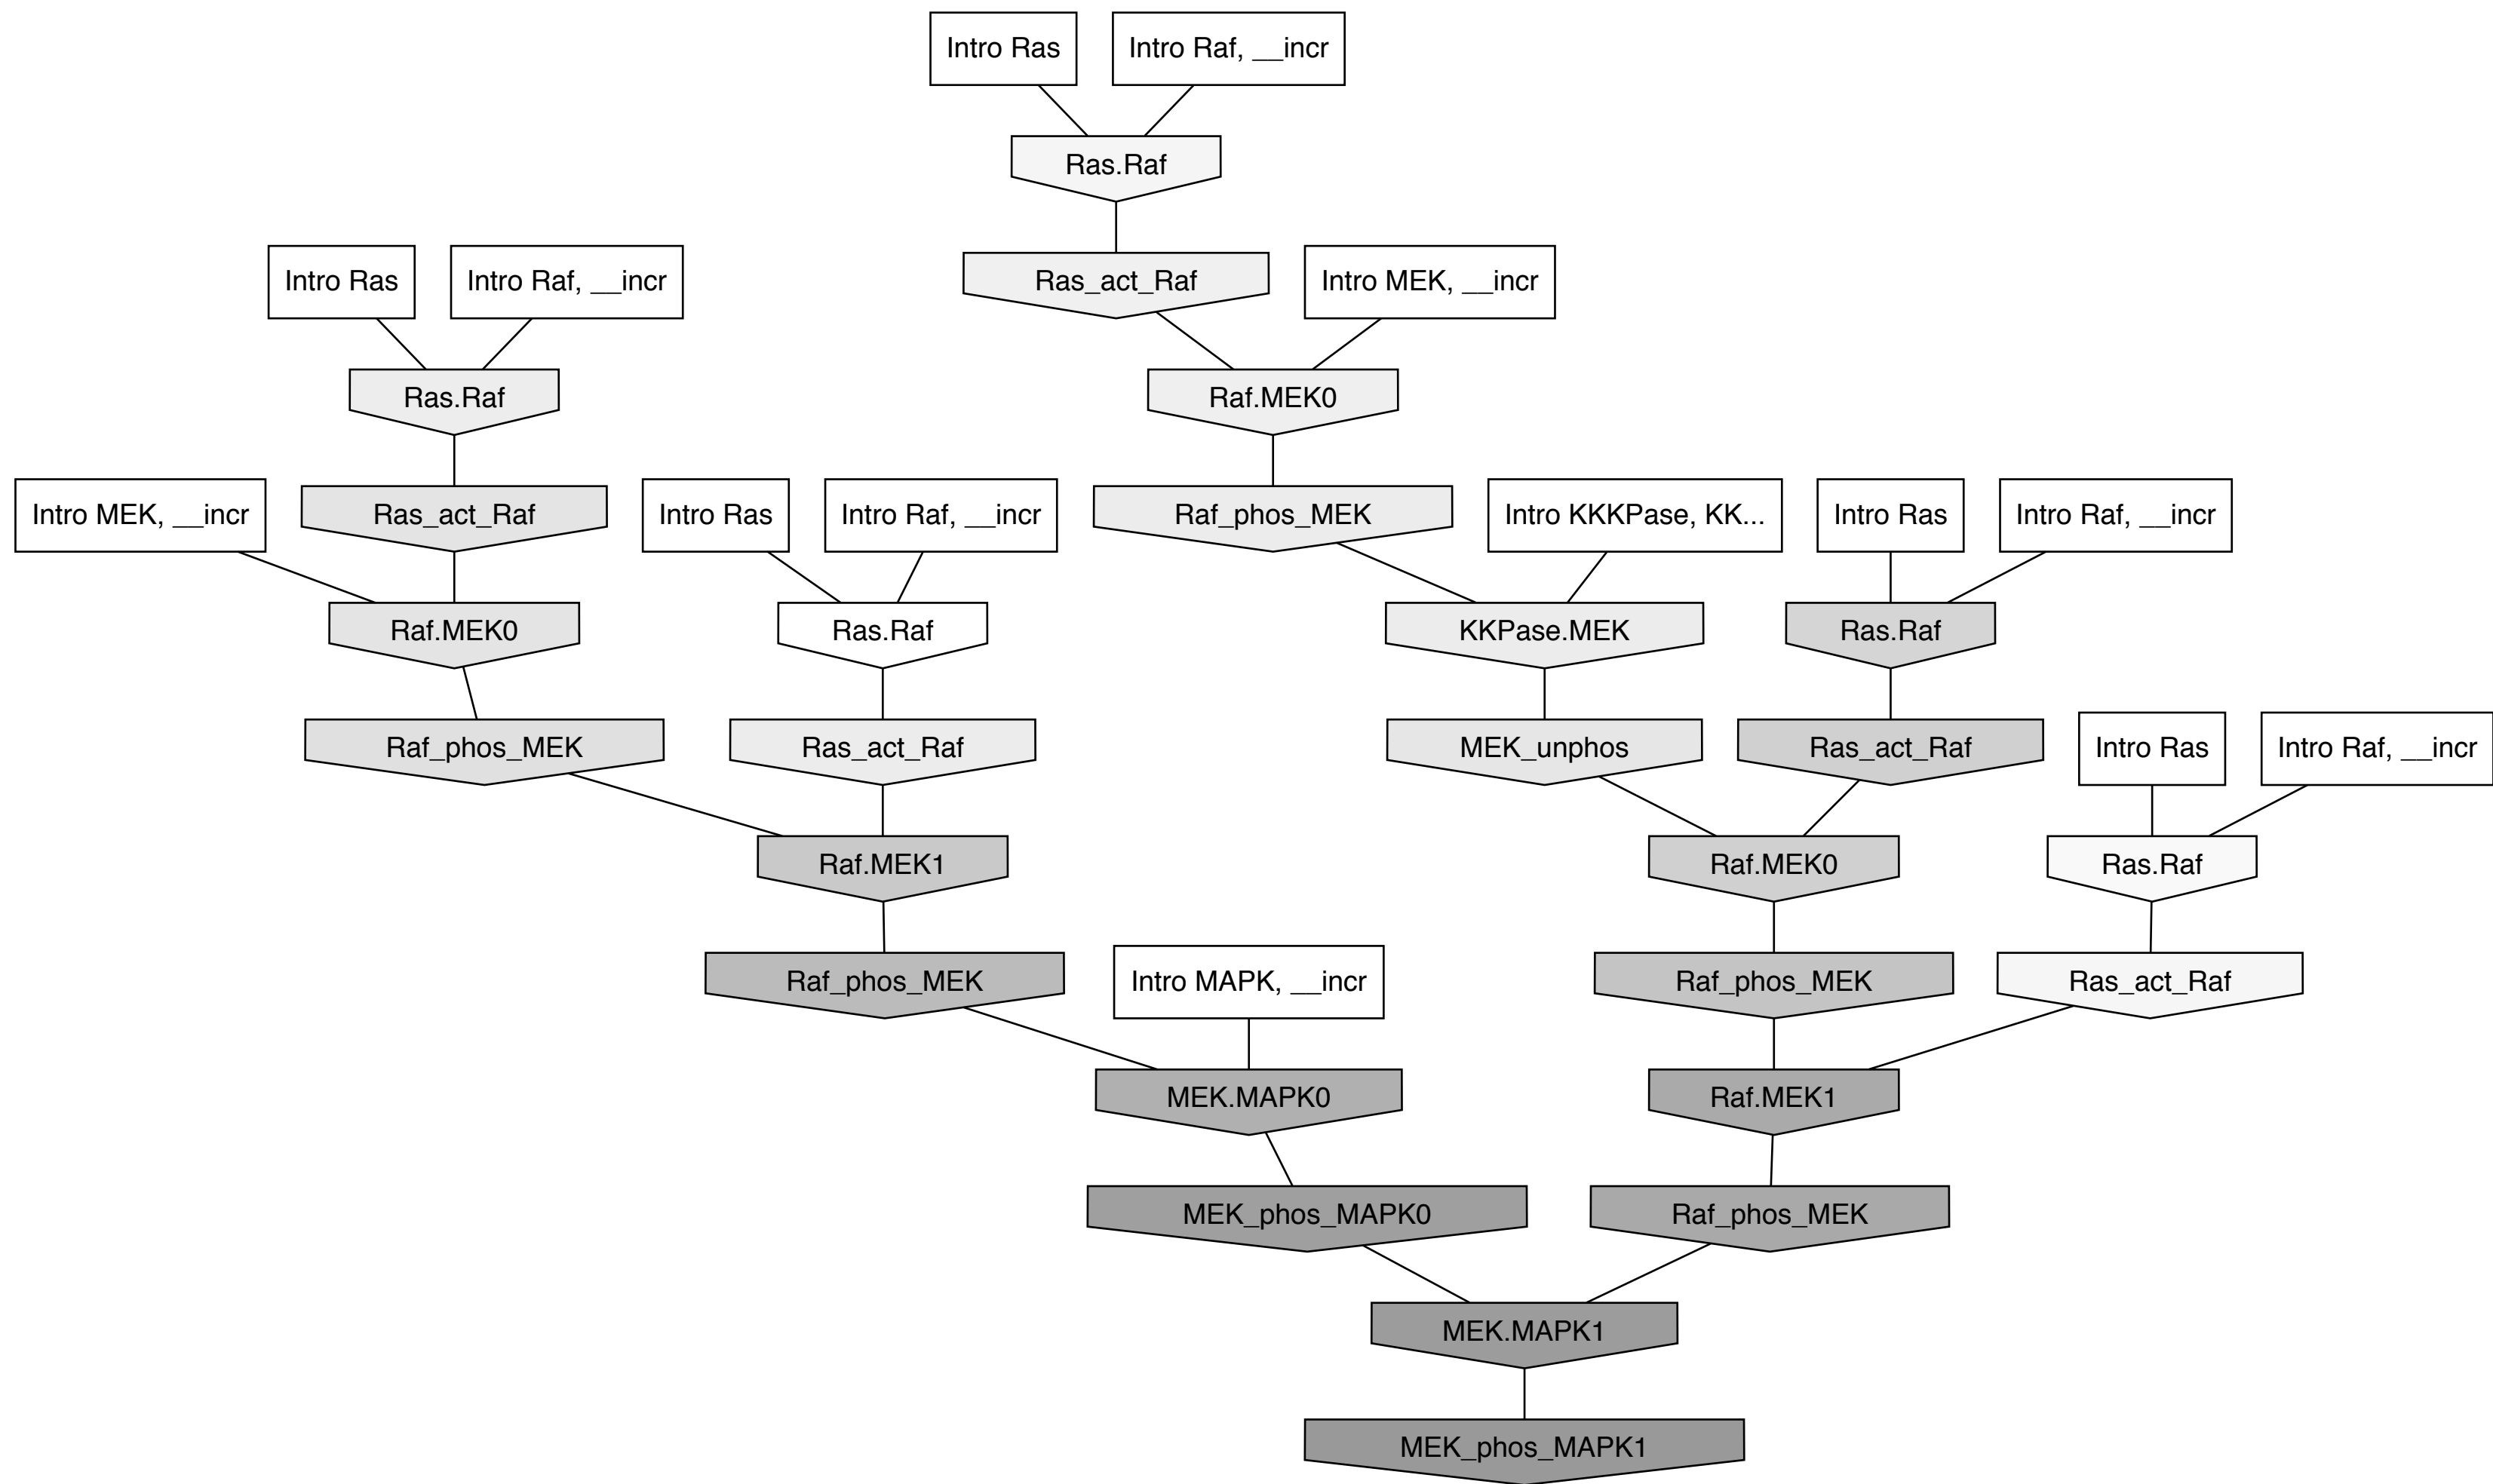 Intro Ras
Intro Raf, __incr
Ras.Raf
Intro Ras
Intro Raf, __incr
Ras_act_Raf
Intro MEK, __incr
Ras.Raf
Raf.MEK0
Intro MEK, __incr
Ras_act_Raf
Intro Ras
Intro Raf, __incr
Raf_phos_MEK
Intro KKKPase, KK...
Intro Ras
Intro Raf, __incr
Raf.MEK0
Ras.Raf
KKPase.MEK
Ras.Raf
Raf_phos_MEK
Ras_act_Raf
MEK_unphos
Ras_act_Raf
Intro Ras
Intro Raf, __incr
Raf.MEK1
Raf.MEK0
Ras.Raf
Raf_phos_MEK
Intro MAPK, __incr
Raf_phos_MEK
Ras_act_Raf
MEK.MAPK0
Raf.MEK1
MEK_phos_MAPK0
Raf_phos_MEK
MEK.MAPK1
MEK_phos_MAPK1